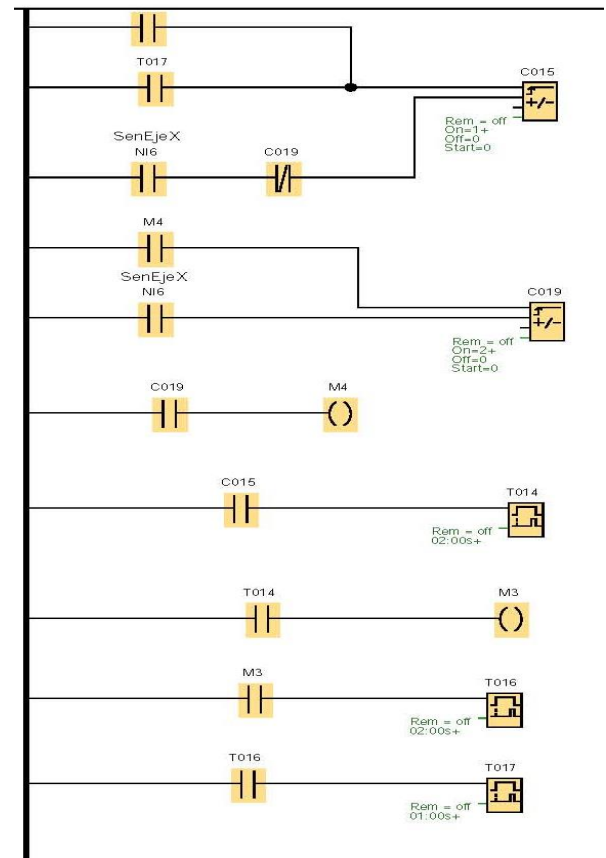 T017
C015
+/-
Rem = off
On=1+
Off=0
Start=0
SenEjeX
NI6
C019
M4
SenEjeX
NI6
C019
+/-
Rem = off
On=2+
Off=0
Start=0
C019
M4
C015
T014
Rem = off
02:00s+
T014
M3
M3
T016
Rem = off
02:00s+
T016
T017
Rem = off
01:00s+